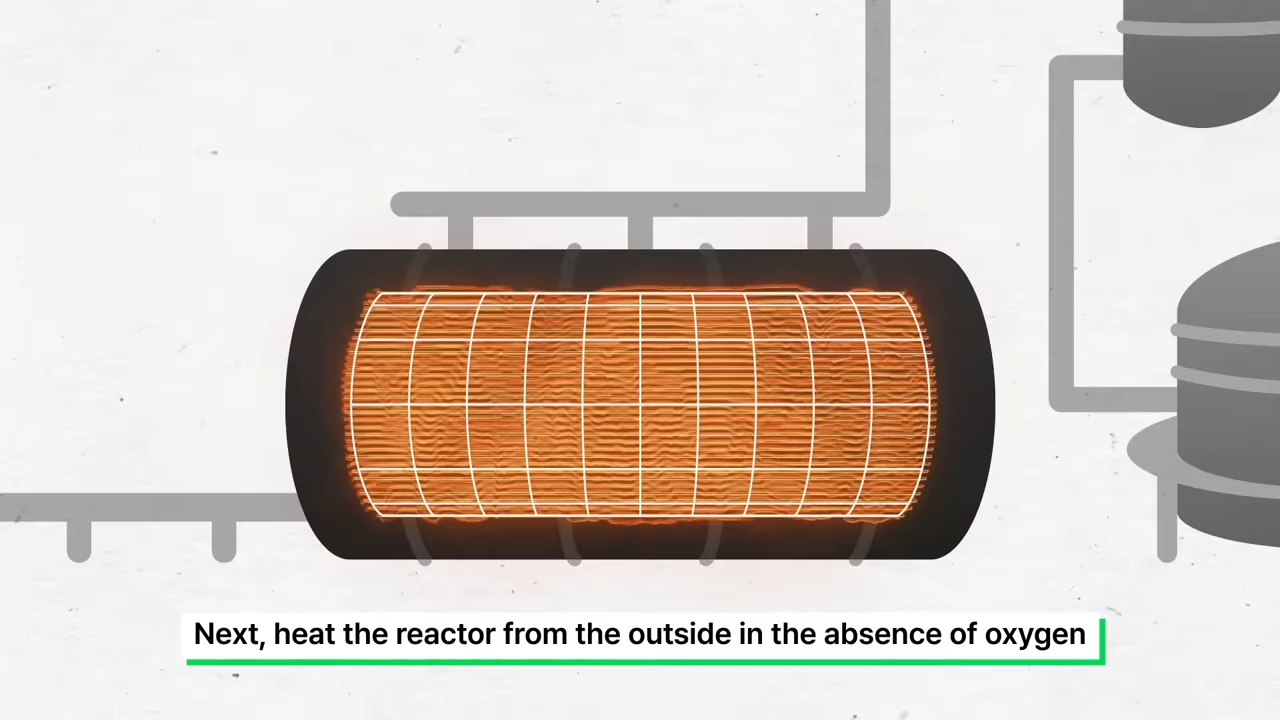 Next, heat the reactor from the outside in the absence of oxygen